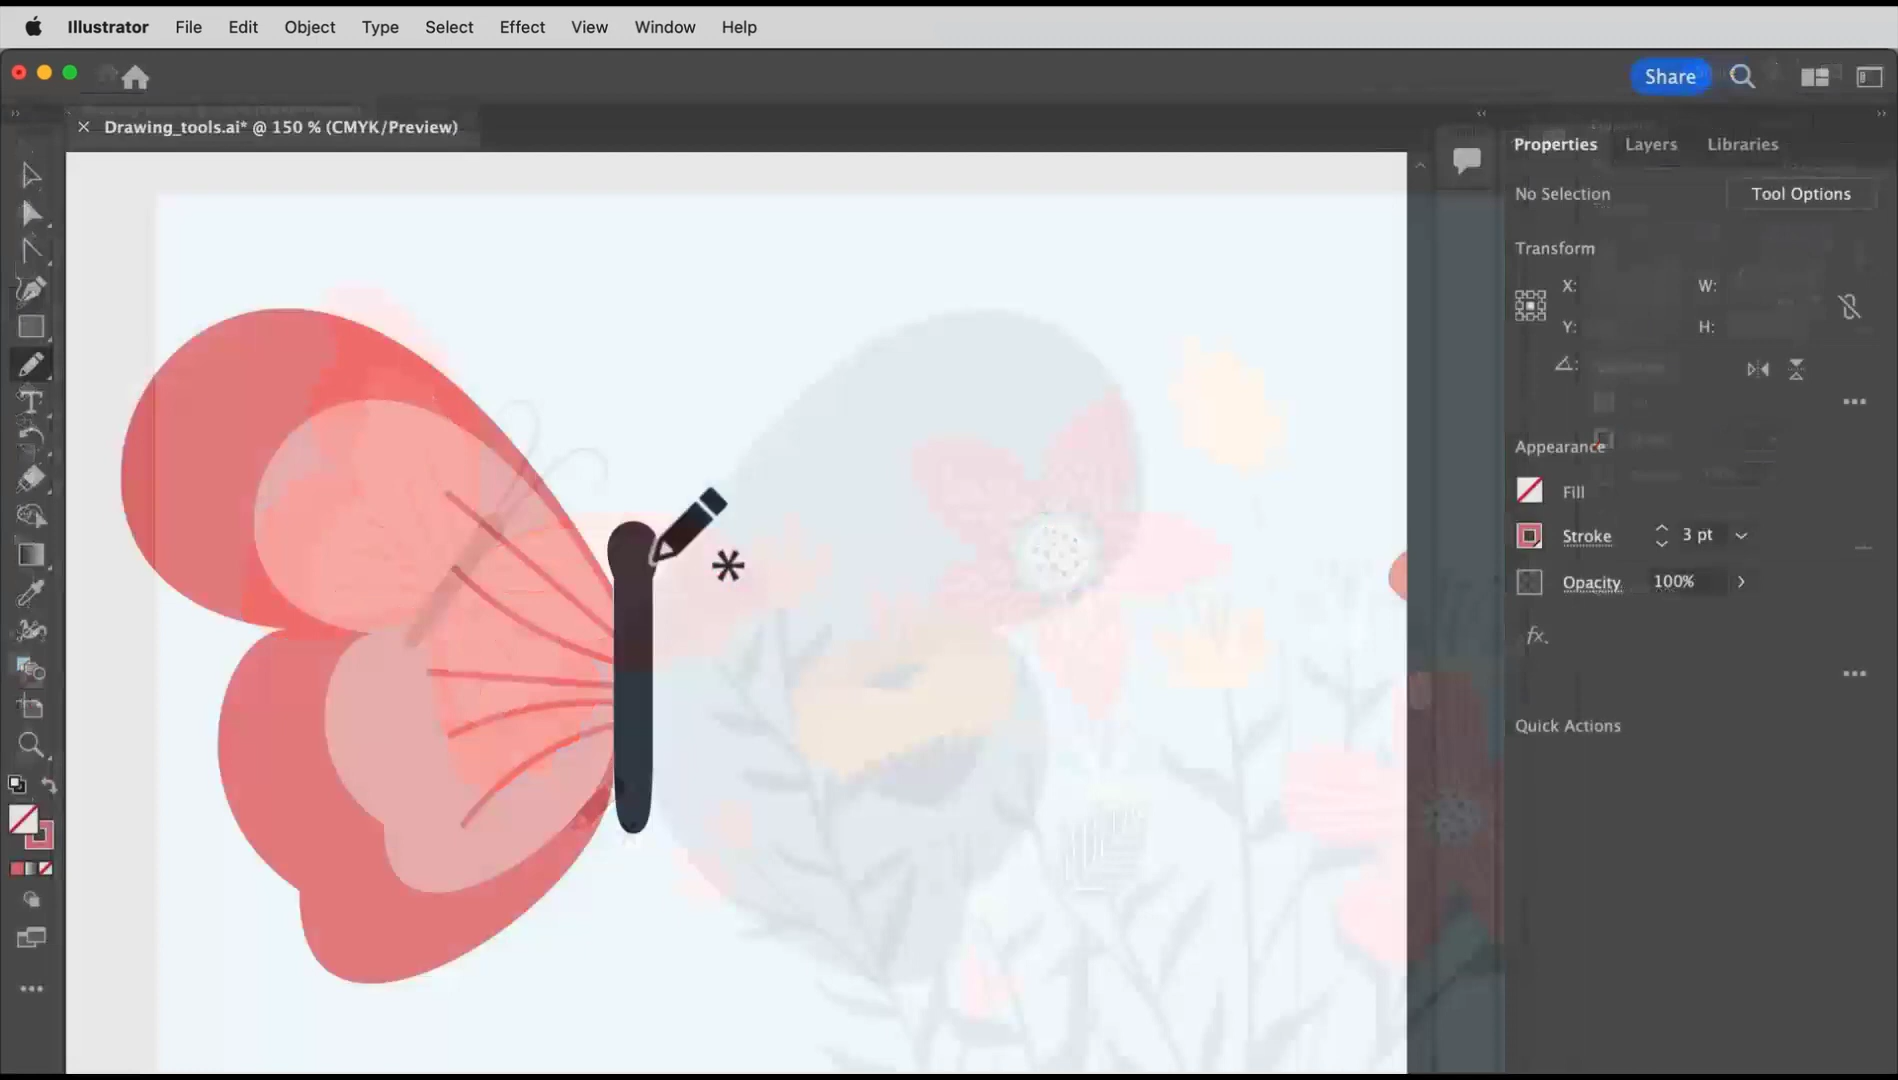 Illustrator File Edit Object Type Select Effect View Window Help
Share
Drawing_tools.ai* @ 150 % (CMYK/Preview)
Properties Layers Libraries
No Selection Tool Options
Transform
X: W:
Y: H:
Appearance
Fill
Stroke 3 pt
Opacity 100%
fx.
Quick Actions